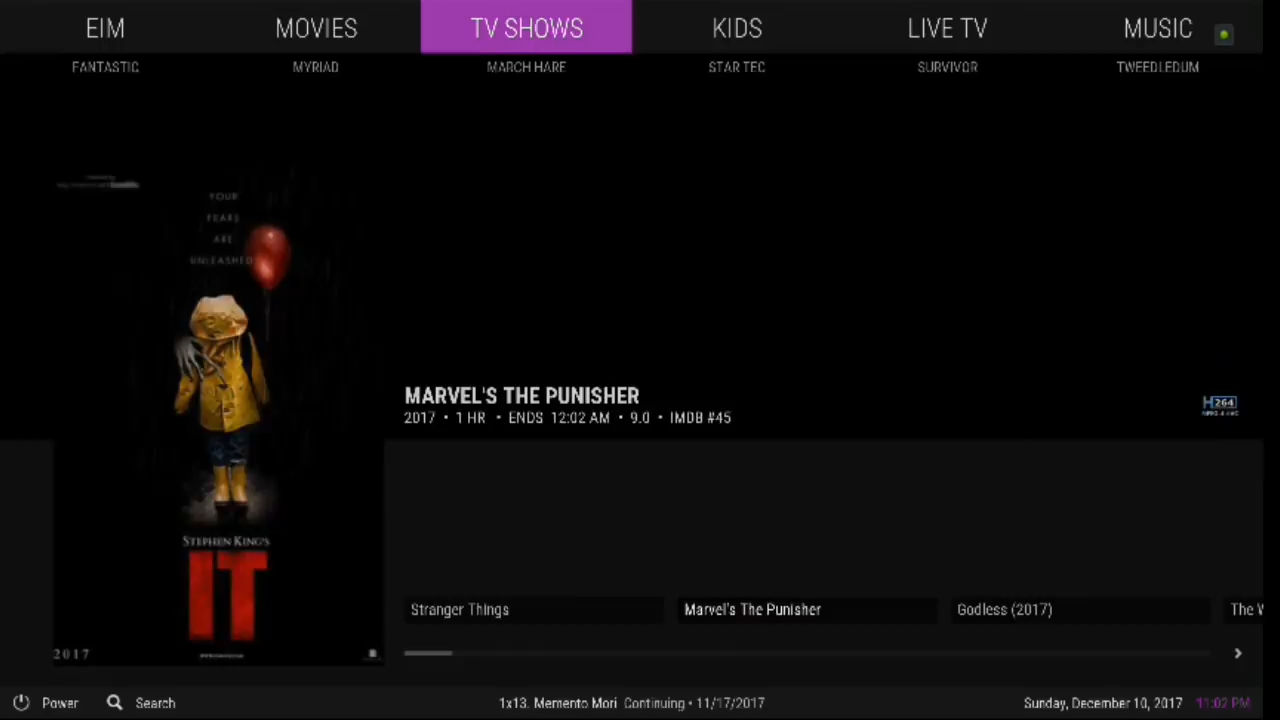 EIM MOVIES TV SHOWS KIDS LIVE TV MUSIC
FANTASTIC MYRIAD MARCH HARE STAR TEC SURVIVOR TWEEDLEDUM
YOUR
FEARS
ARE
UNLEASHED
MARVEL'S THE PUNISHER
2017 • 1 HR • ENDS 12:02 AM • 9.0 • IMDB #45
H264
STEPHEN KING'S
IT
2017
Stranger Things Marvel's The Punisher Godless (2017) The W
Power Search 1x13. Memento Mori Continuing • 11/17/2017 Sunday, December 10, 2017 11:02 PM